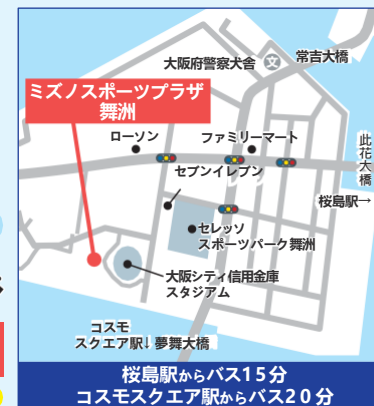 常吉大橋
大阪府警察犬舎
文
ミズノスポーツプラザ
舞洲
ローソン
ファミリーマート
此花大橋
セブンイレブン
桜島駅→
セレッソ
スポーツパーク舞洲
大阪シティ信用金庫
スタジアム
コスモ
スクエア駅↓
夢舞大橋
桜島駅からバス15分
コスモスクエア駅からバス20分